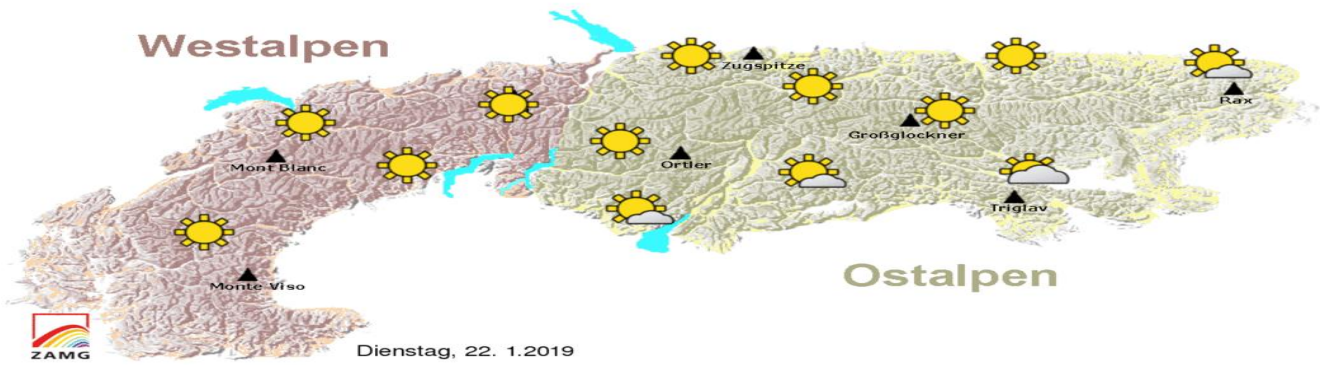 Westalpen
Zugspitze
Rax
Großglockner
Mont Blanc
Ortler
Triglav
Ostalpen
Monte Viso
ZAMG
Dienstag, 22. 1.2019